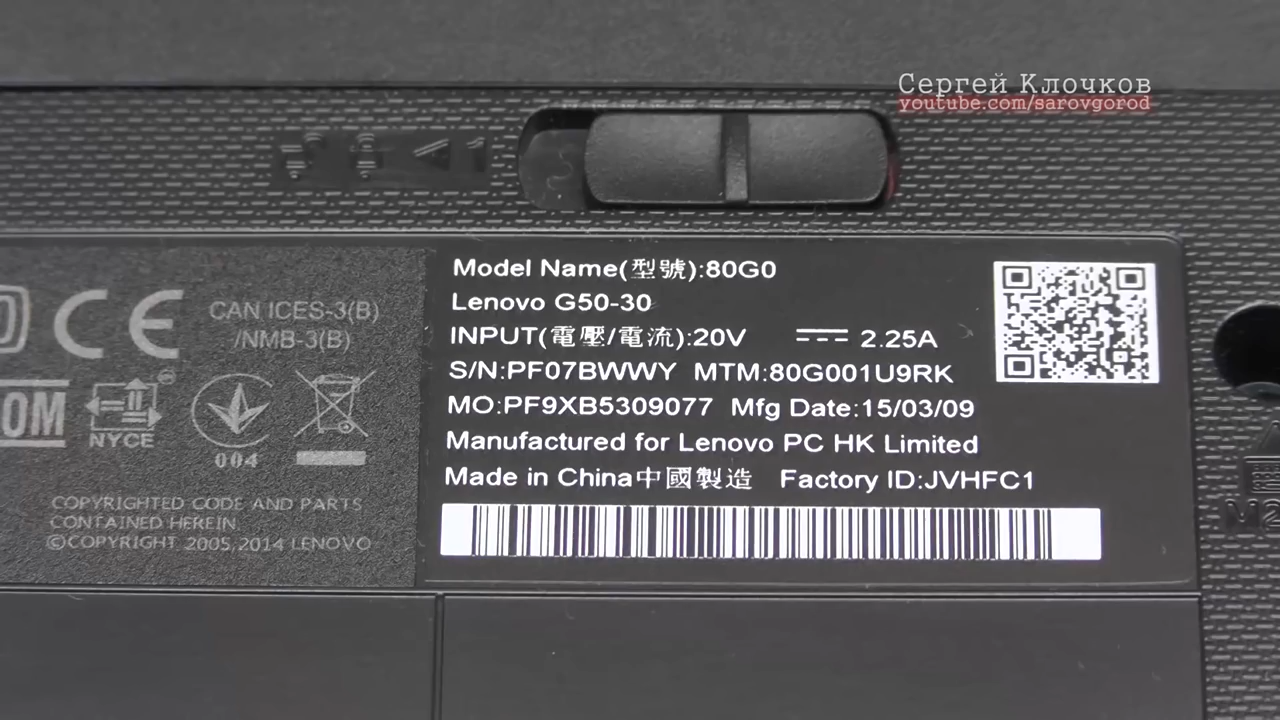 Сергей Клочков
youtube.com/sarovgorod
1
Model Name(型號):80G0
Lenovo G50-30
INPUT(電壓/電流):20V 2.25A
S/N:PF07BWWY MTM:80G001U9RK
MO:PF9XB5309077 Mfg Date:15/03/09
Manufactured for Lenovo PC HK Limited
Made in China中國製造 Factory ID:JVHFC1
CE
CAN ICES-3(B)
/NMB-3(B)
NYCE
004
COPYRIGHTED CODE AND PARTS
CONTAINED HEREIN.
©COPYRIGHT 2005,2014 LENOVO